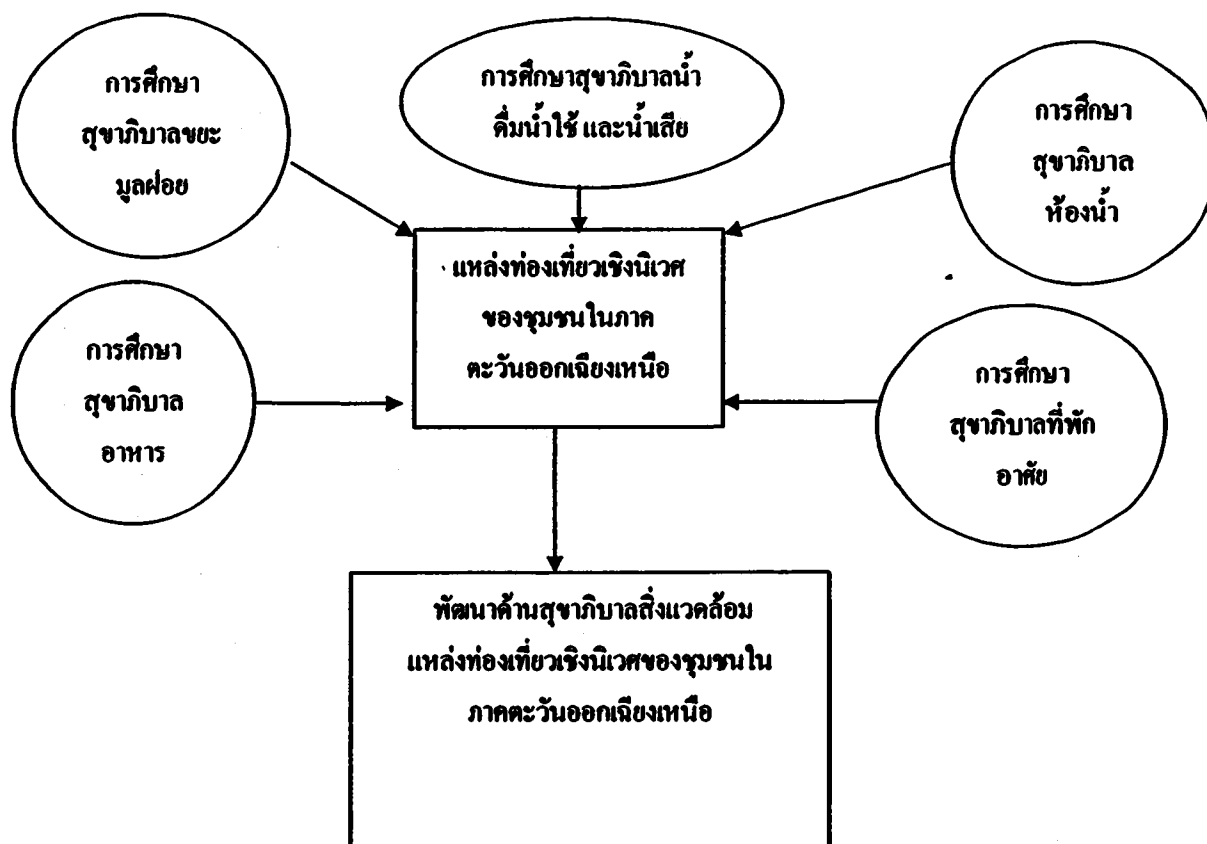 การศึกษา
สุขาภิบาลขยะ
มูลฝอย
การศึกษาสุขาภิบาลน้ำ
ดื่มน้ำใช้ และน้ำเสีย
การศึกษา
สุขาภิบาล
ห้องน้ำ
แหล่งท่องเที่ยวเชิงนิเวศ
ของชุมชนในภาค
ตะวันออกเฉียงเหนือ
การศึกษา
สุขาภิบาล
อาหาร
การศึกษา
สุขาภิบาลที่พัก
อาศัย
พัฒนาด้านสุขาภิบาลสิ่งแวดล้อม
แหล่งท่องเที่ยวเชิงนิเวศของชุมชนใน
ภาคตะวันออกเฉียงเหนือ